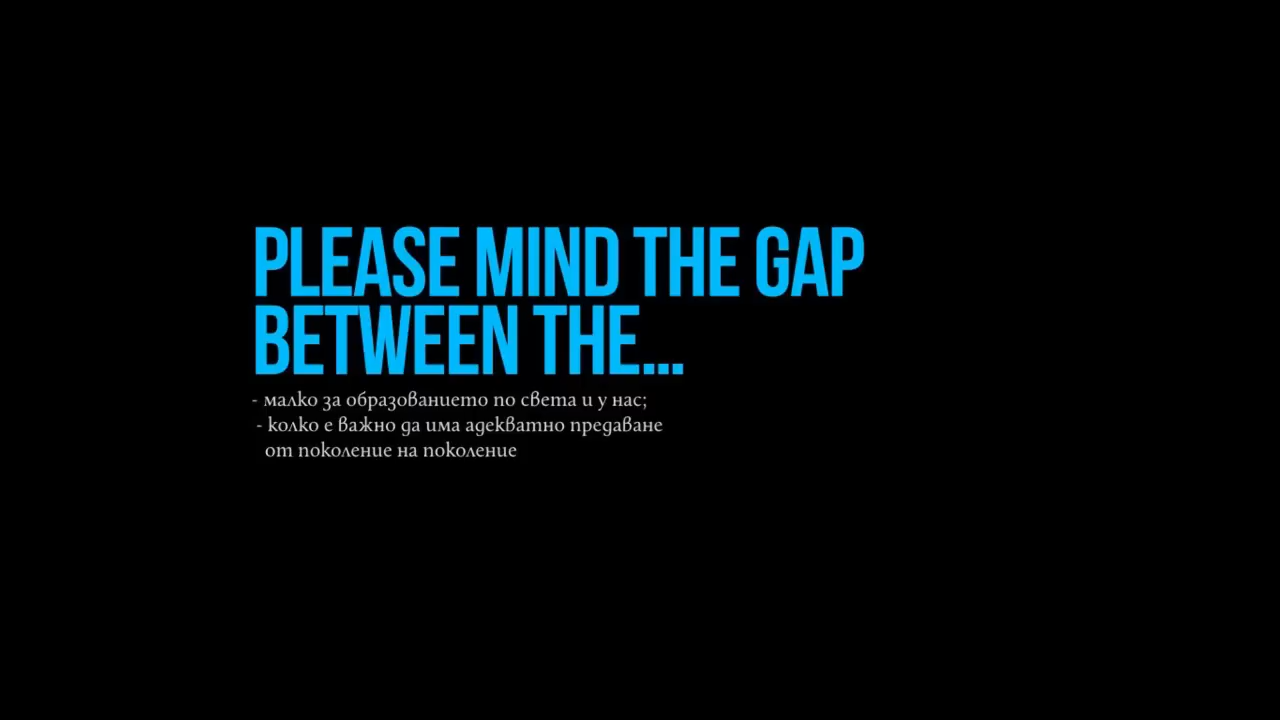 PLEASE MIND THE GAP
BETWEEN THE...
- малко за образованието по света и у нас;
- колко е важно да има адекватно предаване
от поколение на поколение